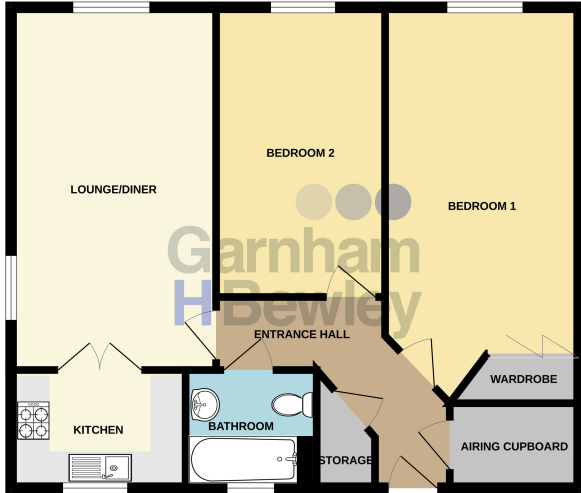 BEDROOM 2
LOUNGE/DINER
BEDROOM 1
Garnham
H Bewley
ENTRANCE HALL
WARDROBE
BATHROOM
KITCHEN
AIRING CUPBOARD
STORAGE